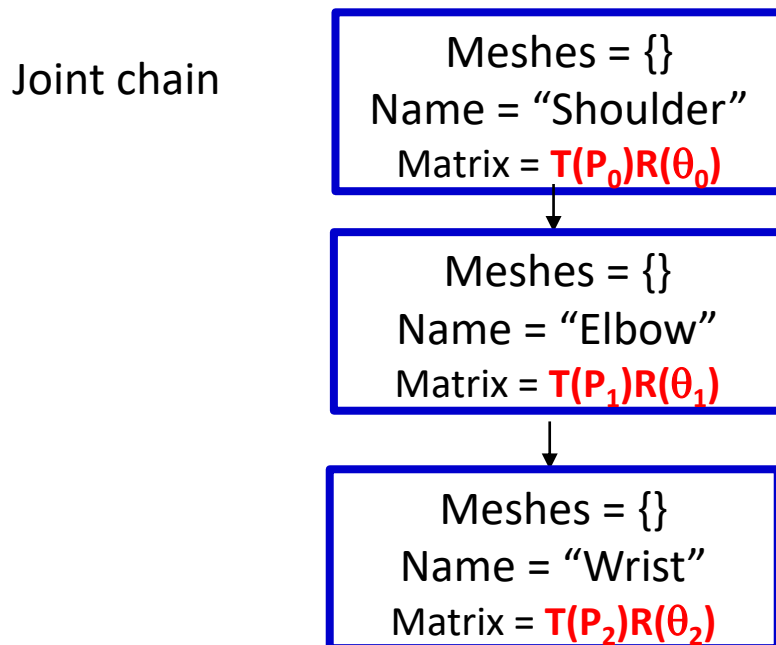 Joint chain
Meshes = {}
Name = “Shoulder”
Matrix = T(P₀)R(θ₀)
Meshes = {}
Name = “Elbow”
Matrix = T(P₁)R(θ₁)
Meshes = {}
Name = “Wrist”
Matrix = T(P₂)R(θ₂)